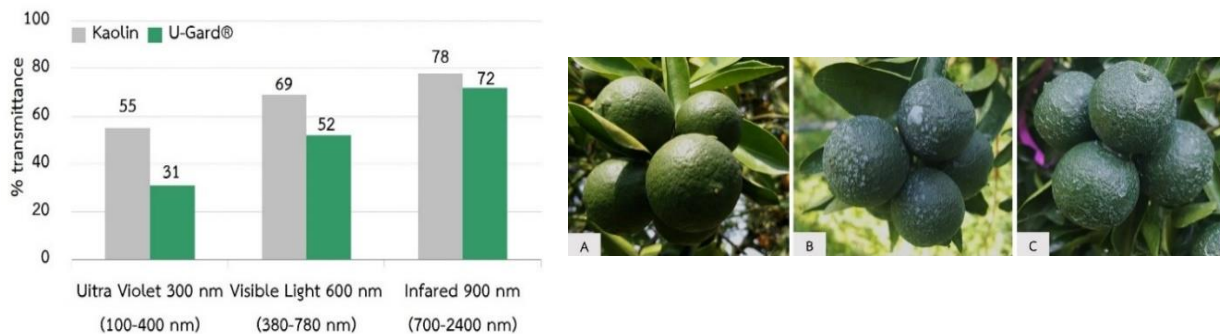 100
Kaolin U-Gard®
80
60
40
20
0
% transmittance
55
31
69
52
78
72
Uitra Violet 300 nm Visible Light 600 nm Infared 900 nm
(100-400 nm) (380-780 nm) (700-2400 nm)
A
B
C